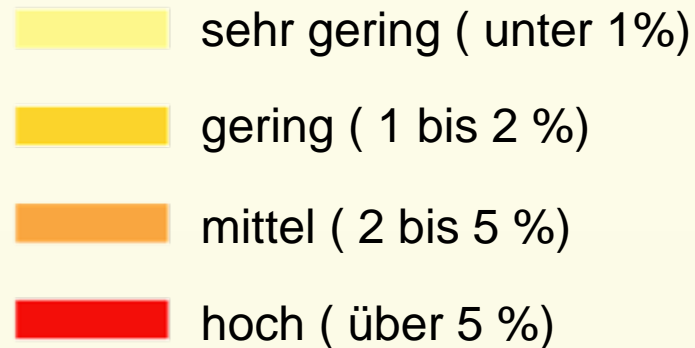 sehr gering ( unter 1%)
gering ( 1 bis 2 %)
mittel ( 2 bis 5 %)
hoch ( über 5 %)